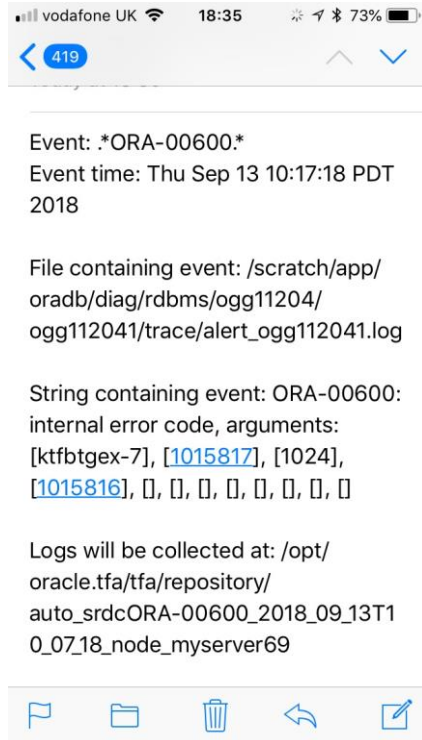 vodafone UK 18:35 73%
419
Event: .*ORA-00600.*
Event time: Thu Sep 13 10:17:18 PDT
2018
File containing event: /scratch/app/
oradb/diag/rdbms/ogg11204/
ogg112041/trace/alert_ogg112041.log
String containing event: ORA-00600:
internal error code, arguments:
[ktfbtgex-7], [1015817], [1024],
[1015816], [], [], [], [], [], [], [], []
Logs will be collected at: /opt/
oracle.tfa/tfa/repository/
auto_srdcORA-00600_2018_09_13T1
0_07_18_node_myserver69